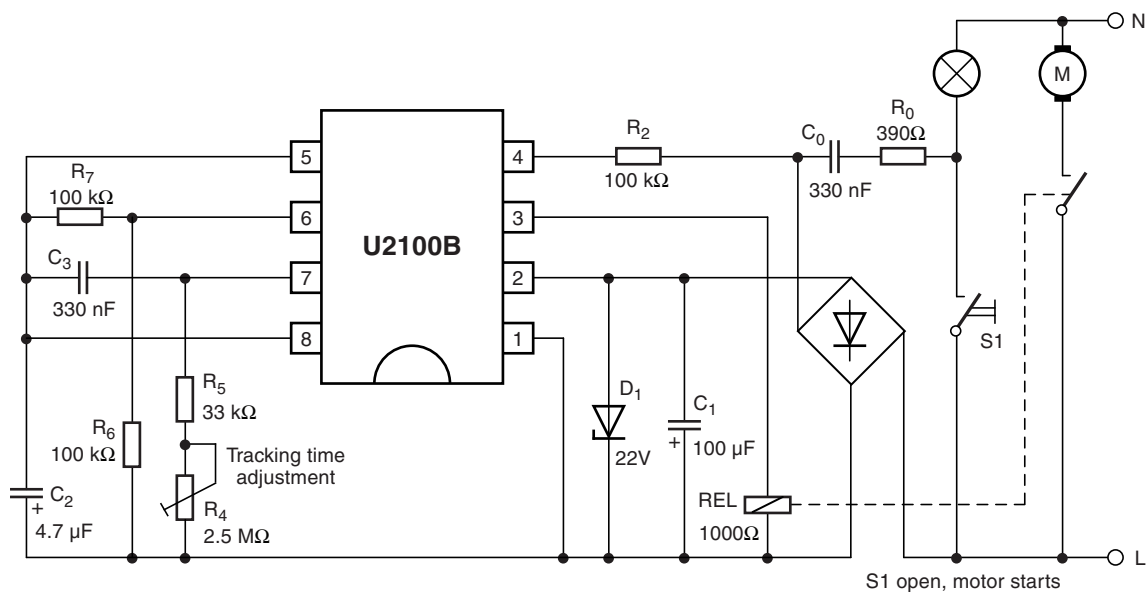 N
M
R0
390Ω
C0
330 nF
R2
100 kΩ
5
4
R7
100 kΩ
6
3
U2100B
C3
330 nF
7
2
8
1
S1
R5
33 kΩ
D1
22V
C1
+
100 µF
R6
100 kΩ
Tracking time
adjustment
C2
+
4.7 µF
R4
2.5 MΩ
REL
1000Ω
L
S1 open, motor starts